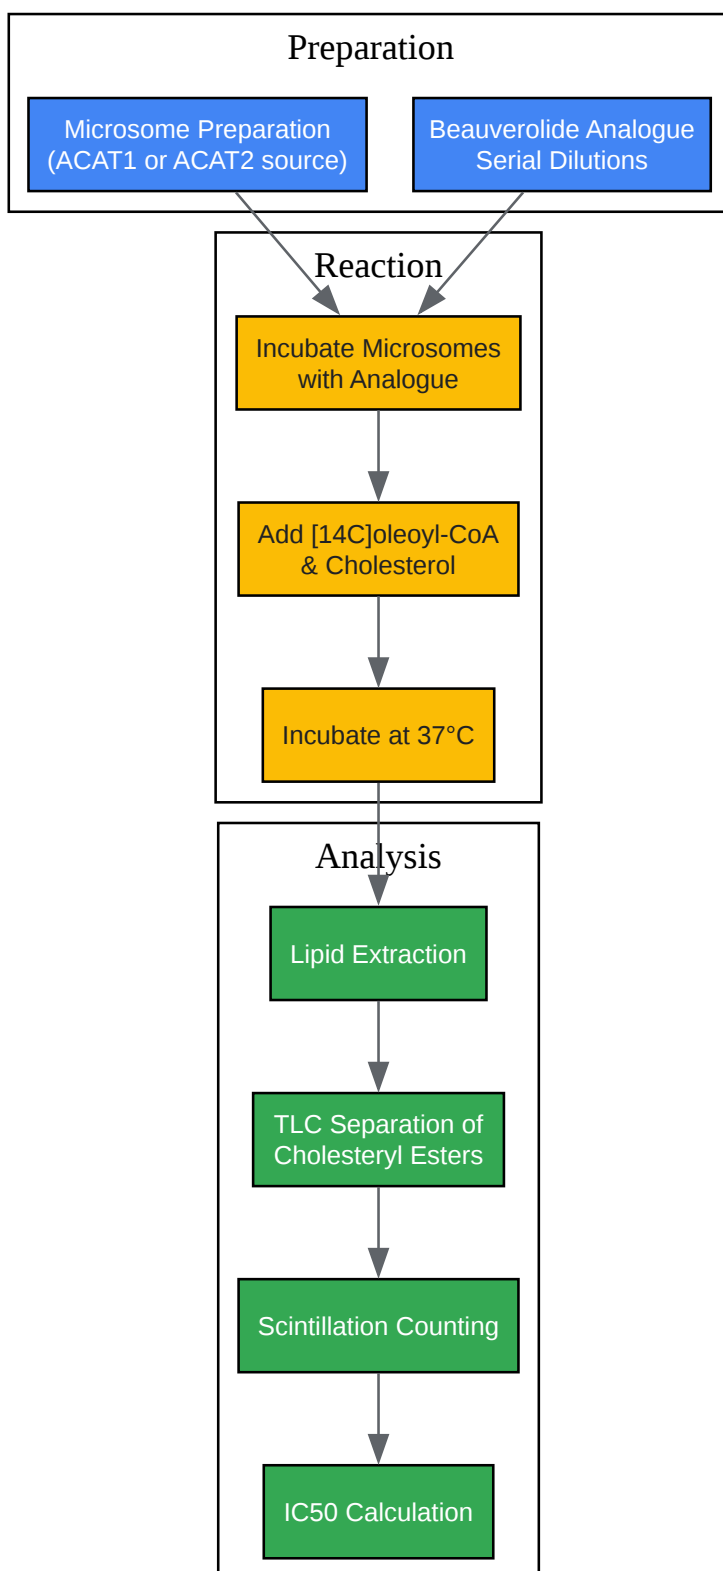 Preparation
Microsome Preparation
(ACAT1 or ACAT2 source)
Beauverolide Analogue
Serial Dilutions
Reaction
Incubate Microsomes
with Analogue
Add [14C]oleoyl-CoA
& Cholesterol
Incubate at 37°C
Analysis
Lipid Extraction
TLC Separation of
Cholesteryl Esters
Scintillation Counting
IC50 Calculation